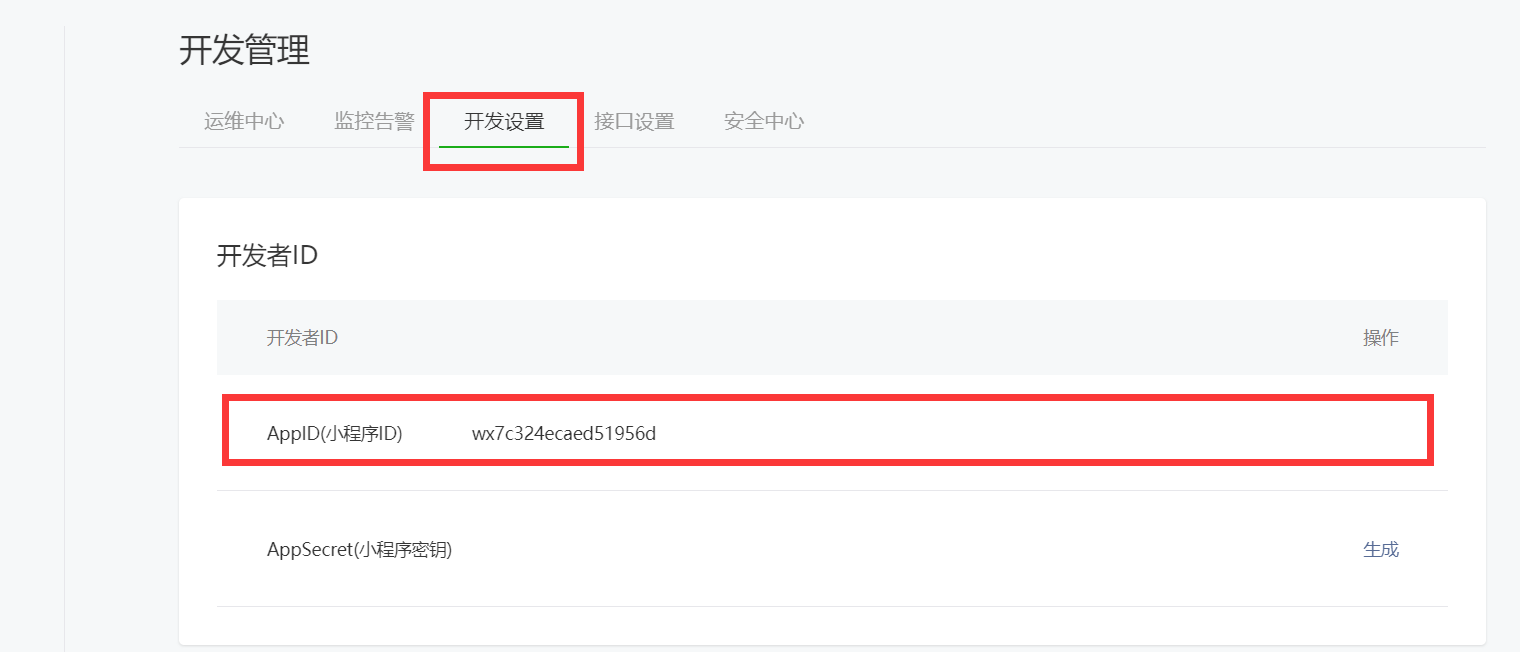 开发管理
运维中心 监控告警 开发设置 接口设置 安全中心
开发者ID
开发者ID 操作
AppID(小程序ID) wx7c324ecaed51956d
AppSecret(小程序密钥) 生成